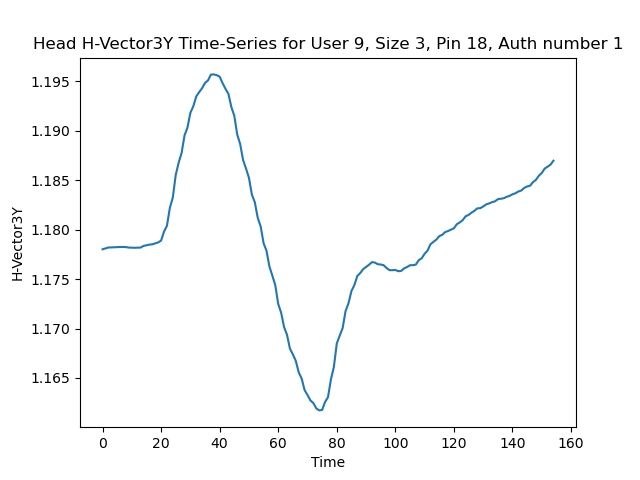 Head H-Vector3Y Time-Series for User 9, Size 3, Pin 18, Auth number 1
1.195
1.190
1.185
1.180
1.175
1.170
1.165
H-Vector3Y
0 20 40 60 80 100 120 140 160
Time